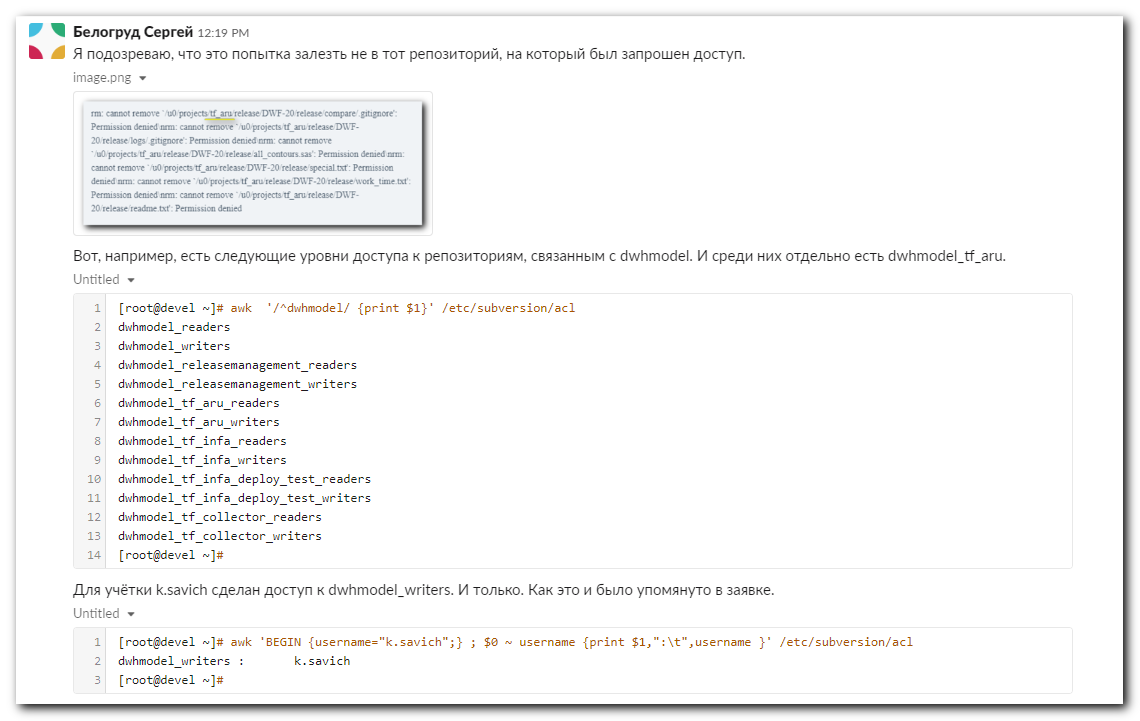 Белогруд Сергей 12:19 PM
Я подозреваю, что это попытка залезть не в тот репозиторий, на который был запрошен доступ.
image.png
rm: cannot remove '/u0/projects/tf_aru/release/DWF-20/release/compare/.gitignore':
Permission denied\nrm: cannot remove '/u0/projects/tf_aru/release/DWF-
20/release/logs/.gitignore': Permission denied\nrm: cannot remove
'/u0/projects/tf_aru/release/DWF-20/release/all_contours.sas': Permission denied\nrm:
cannot remove '/u0/projects/tf_aru/release/DWF-20/release/special.txt': Permission
denied\nrm: cannot remove '/u0/projects/tf_aru/release/DWF-20/release/work_time.txt':
Permission denied\nrm: cannot remove '/u0/projects/tf_aru/release/DWF-
20/release/readme.txt': Permission denied
Вот, например, есть следующие уровни доступа к репозиториям, связанным с dwhmodel. И среди них отдельно есть dwhmodel_tf_aru.
Untitled
1 [root@devel ~]# awk  '/^dwhmodel/ {print $1}' /etc/subversion/acl
2 dwhmodel_readers
3 dwhmodel_writers
4 dwhmodel_releasemanagement_readers
5 dwhmodel_releasemanagement_writers
6 dwhmodel_tf_aru_readers
7 dwhmodel_tf_aru_writers
8 dwhmodel_tf_infa_readers
9 dwhmodel_tf_infa_writers
10 dwhmodel_tf_infa_deploy_test_readers
11 dwhmodel_tf_infa_deploy_test_writers
12 dwhmodel_tf_collector_readers
13 dwhmodel_tf_collector_writers
14 [root@devel ~]#
Для учётки k.savich сделан доступ к dwhmodel_writers. И только. Как это и было упомянуто в заявке.
Untitled
1 [root@devel ~]# awk 'BEGIN {username="k.savich";} ; $0 ~ username {print $1,":\t",username }' /etc/subversion/acl
2 dwhmodel_writers :       k.savich
3 [root@devel ~]#